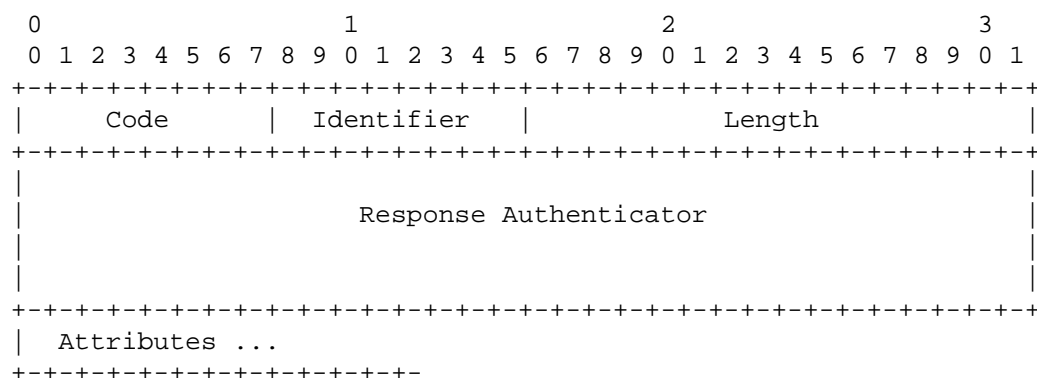 0                   1                   2                   3
 0 1 2 3 4 5 6 7 8 9 0 1 2 3 4 5 6 7 8 9 0 1 2 3 4 5 6 7 8 9 0 1
+-+-+-+-+-+-+-+-+-+-+-+-+-+-+-+-+-+-+-+-+-+-+-+-+-+-+-+-+-+-+-+-+
|     Code      |  Identifier   |            Length             |
+-+-+-+-+-+-+-+-+-+-+-+-+-+-+-+-+-+-+-+-+-+-+-+-+-+-+-+-+-+-+-+-+
|                                                               |
|                     Response Authenticator                    |
|                                                               |
|                                                               |
+-+-+-+-+-+-+-+-+-+-+-+-+-+-+-+-+-+-+-+-+-+-+-+-+-+-+-+-+-+-+-+-+
|  Attributes ...
+-+-+-+-+-+-+-+-+-+-+-+-+-